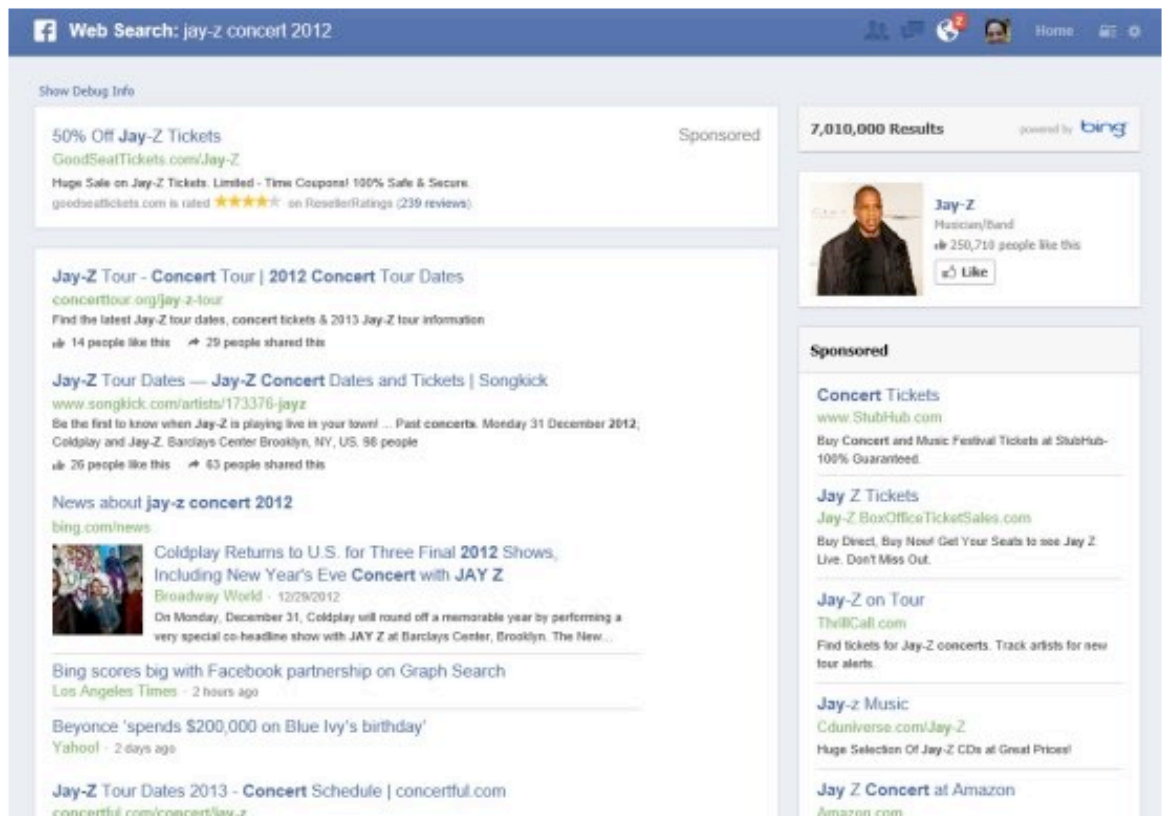 f Web Search: jay-z concert 2012
2
Home
Show Debug Info
50% Off Jay-Z Tickets
Sponsored
GoodSeatTickets.com/Jay-Z
Huge Sale on Jay-Z Tickets. Limited - Time Coupons! 100% Safe & Secure.
goodseattickets.com is rated on ResellerRatings (239 reviews)
Jay-Z Tour - Concert Tour | 2012 Concert Tour Dates
concerttour.org/jay-z-tour
Find the latest Jay-Z tour dates, concert tickets & 2013 Jay-Z tour information
14 people like this 29 people shared this
Jay-Z Tour Dates — Jay-Z Concert Dates and Tickets | Songkick
www.songkick.com/artists/173376-jayz
Be the first to know when Jay-Z is playing live in your town! ... Past concerts. Monday 31 December 2012;
Coldplay and Jay-Z. Barclays Center Brooklyn, NY, US. 98 people
26 people like this 63 people shared this
News about jay-z concert 2012
bing.com/news
Coldplay Returns to U.S. for Three Final 2012 Shows,
Including New Year's Eve Concert with JAY Z
Broadway World - 12/29/2012
On Monday, December 31, Coldplay will round off a memorable year by performing a
very special co-headline show with JAY Z at Barclays Center, Brooklyn. The New...
Bing scores big with Facebook partnership on Graph Search
Los Angeles Times - 2 hours ago
Beyonce 'spends $200,000 on Blue Ivy's birthday'
Yahoo! - 2 days ago
Jay-Z Tour Dates 2013 - Concert Schedule | concertful.com
concertful.com/concert/jay-z
7,010,000 Results
powered by bing
Jay-Z
Musician/Band
250,710 people like this
Like
Sponsored
Concert Tickets
www.StubHub.com
Buy Concert and Music Festival Tickets at StubHub-
100% Guaranteed.
Jay Z Tickets
Jay-Z.BoxOfficeTicketSales.com
Buy Direct, Buy Now! Get Your Seats to see Jay Z
Live. Don't Miss Out.
Jay-Z on Tour
ThrillCall.com
Find tickets for Jay-Z concerts. Track artists for new
tour alerts.
Jay-z Music
Cduniverse.com/Jay-Z
Huge Selection Of Jay-Z CDs at Great Prices!
Jay Z Concert at Amazon
Amazon.com